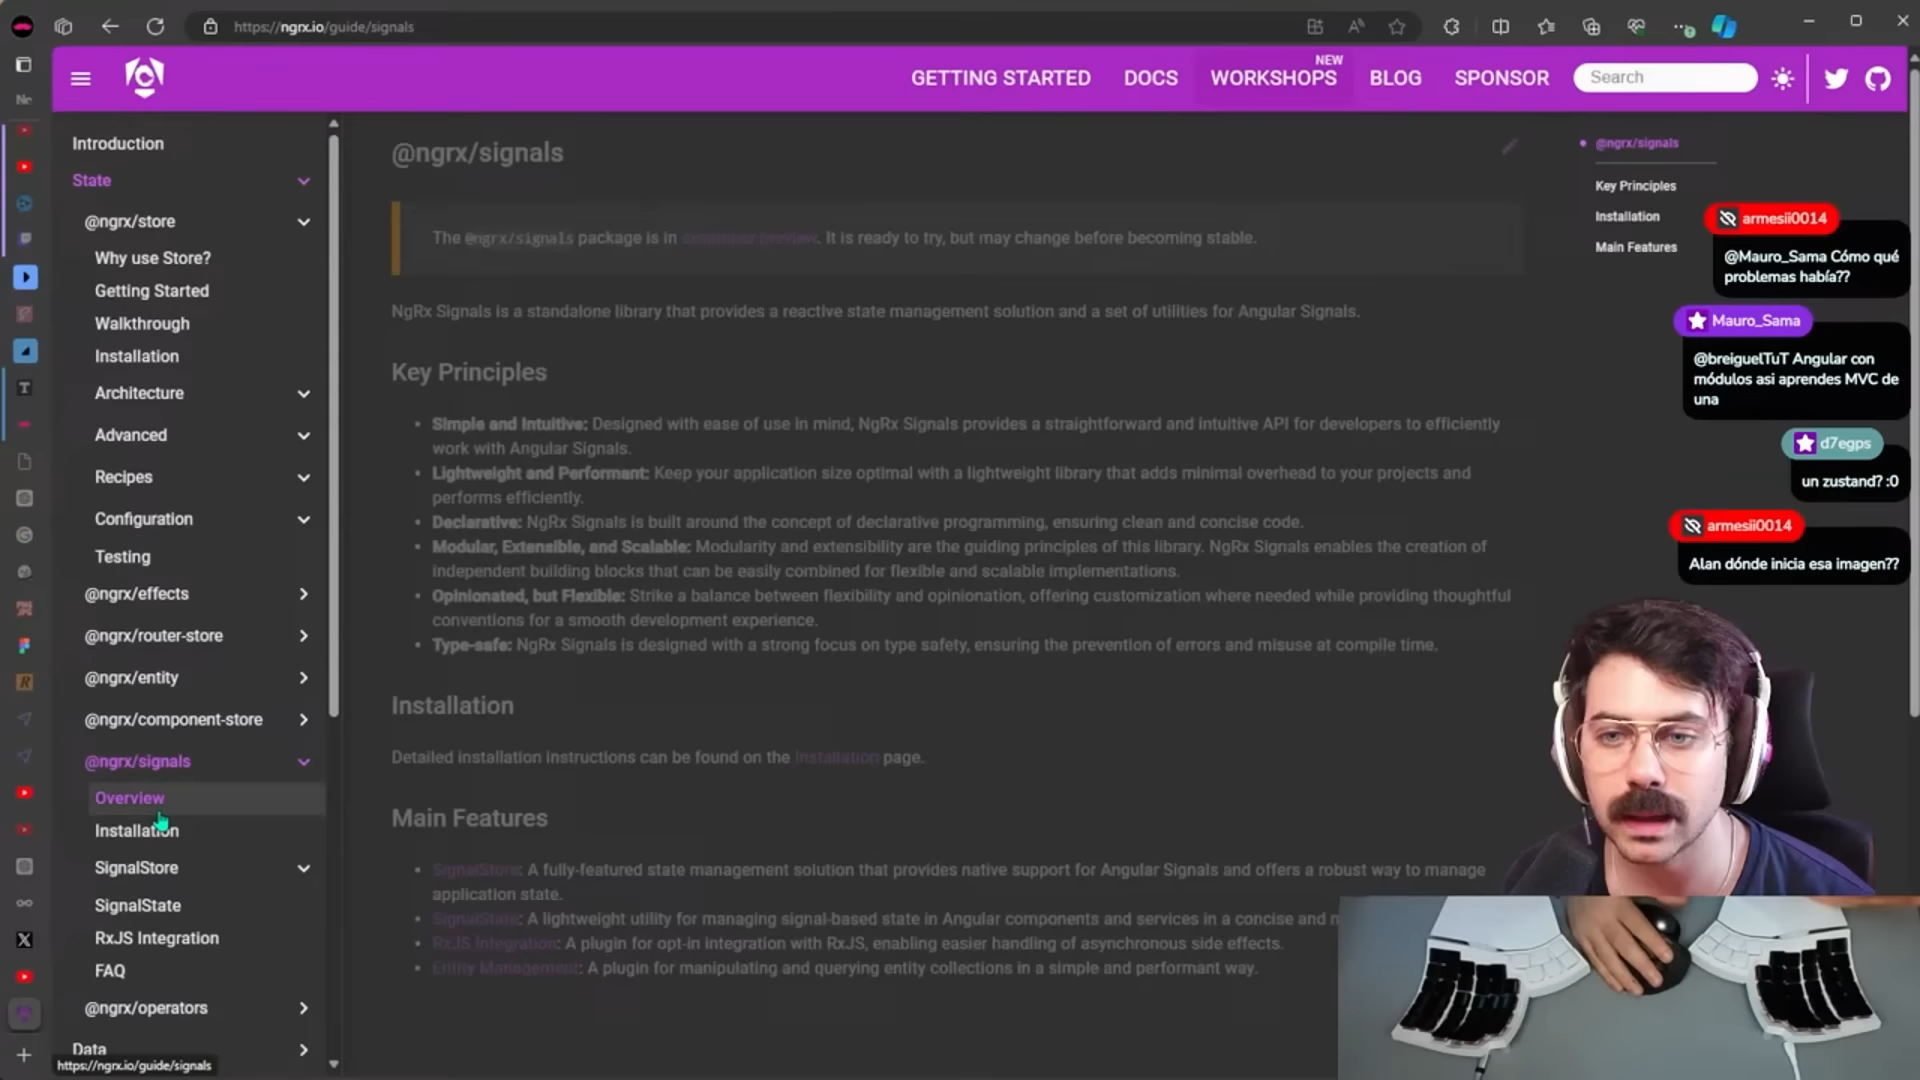 https://ngrx.io/guide/signals
GETTING STARTED
DOCS
WORKSHOPS
NEW
BLOG
SPONSOR
Search
Introduction
State
@ngrx/store
Why use Store?
Getting Started
Walkthrough
Installation
Architecture
Advanced
Recipes
Configuration
Testing
@ngrx/effects
@ngrx/router-store
@ngrx/entity
@ngrx/component-store
@ngrx/signals
Overview
Installation
SignalStore
SignalState
RxJS Integration
FAQ
@ngrx/operators
Data
https://ngrx.io/guide/signals
@ngrx/signals
The @ngrx/signals package is in developer preview. It is ready to try, but may change before becoming stable.
NgRx Signals is a standalone library that provides a reactive state management solution and a set of utilities for Angular Signals.
Key Principles
Simple and Intuitive: Designed with ease of use in mind, NgRx Signals provides a straightforward and intuitive API for developers to efficiently
work with Angular Signals.
Lightweight and Performant: Keep your application size optimal with a lightweight library that adds minimal overhead to your projects and
performs efficiently.
Declarative: NgRx Signals is built around the concept of declarative programming, ensuring clean and concise code.
Modular, Extensible, and Scalable: Modularity and extensibility are the guiding principles of this library. NgRx Signals enables the creation of
independent building blocks that can be easily combined for flexible and scalable implementations.
Opinionated, but Flexible: Strike a balance between flexibility and opinionation, offering customization where needed while providing thoughtful
conventions for a smooth development experience.
Type-safe: NgRx Signals is designed with a strong focus on type safety, ensuring the prevention of errors and misuse at compile time.
Installation
Detailed installation instructions can be found on the Installation page.
Main Features
SignalStore: A fully-featured state management solution that provides native support for Angular Signals and offers a robust way to manage
application state.
SignalState: A lightweight utility for managing signal-based state in Angular components and services in a concise and
RxJS Integration: A plugin for opt-in integration with RxJS, enabling easier handling of asynchronous side effects.
Entity Management: A plugin for manipulating and querying entity collections in a simple and performant way.
@ngrx/signals
Key Principles
Installation
Main Features
armesii0014
@Mauro_Sama Cómo qué
problemas había??
Mauro_Sama
@breiguelTuT Angular con
módulos asi aprendes MVC de
una
d7egps
un zustand? :0
armesii0014
Alan dónde inicia esa imagen??